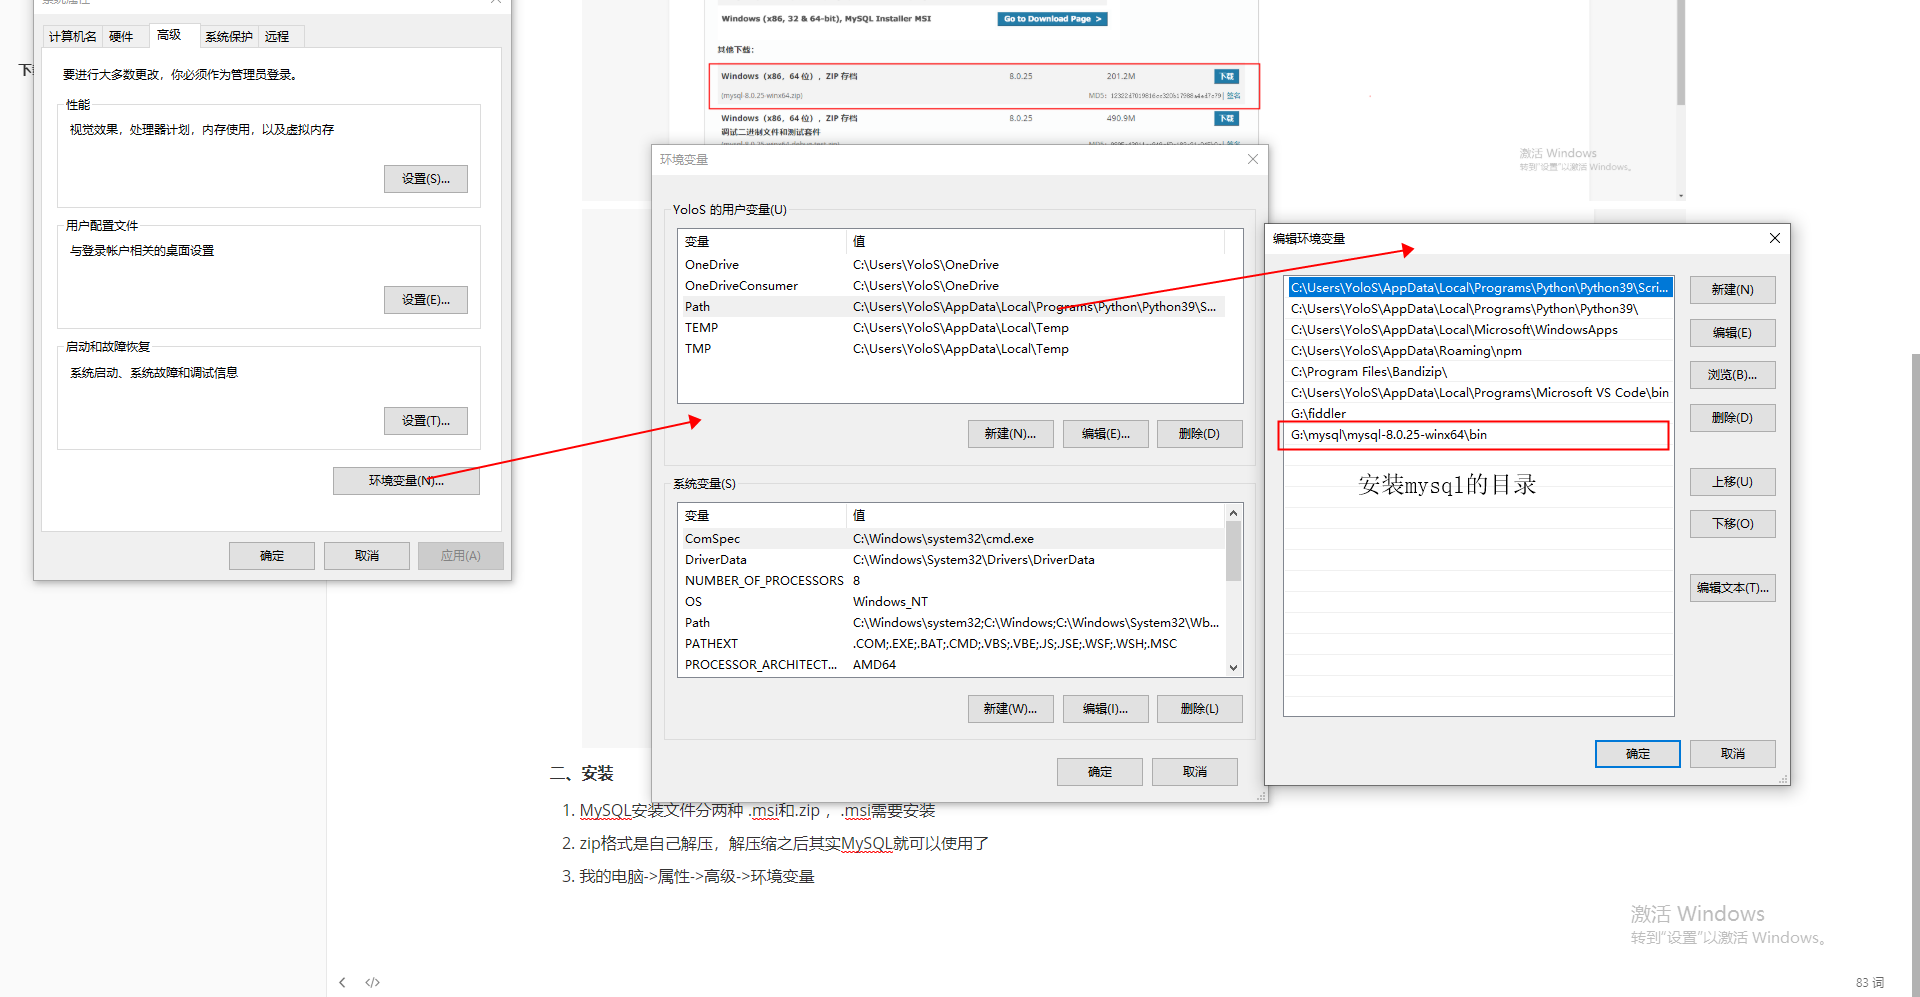 系统属性
计算机名
硬件
高级
系统保护
远程
要进行大多数更改，你必须作为管理员登录。
性能
视觉效果，处理器计划，内存使用，以及虚拟内存
设置(S)...
用户配置文件
与登录帐户相关的桌面设置
设置(E)...
启动和故障恢复
系统启动、系统故障和调试信息
设置(T)...
环境变量(N)...
确定
取消
应用(A)
Windows (x86, 32 & 64-bit), MySQL Installer MSI
Go to Download Page >
其他下载:
Windows（x86，64 位），ZIP 存档
8.0.25
201.2M
下载
(mysql-8.0.25-winx64.zip)
签名
Windows（x86，64 位），ZIP 存档
8.0.25
490.9M
下载
调试二进制文件和测试套件
激活 Windows
转到"设置"以激活 Windows。
环境变量
YoloS 的用户变量(U)
变量 值
OneDrive C:\Users\YoloS\OneDrive
OneDriveConsumer C:\Users\YoloS\OneDrive
Path C:\Users\YoloS\AppData\Local\Programs\Python\Python39\S...
TEMP C:\Users\YoloS\AppData\Local\Temp
TMP C:\Users\YoloS\AppData\Local\Temp
新建(N)...
编辑(E)...
删除(D)
系统变量(S)
变量 值
ComSpec C:\Windows\system32\cmd.exe
DriverData C:\Windows\System32\Drivers\DriverData
NUMBER_OF_PROCESSORS 8
OS Windows_NT
Path C:\Windows\system32;C:\Windows;C:\Windows\System32\Wb...
PATHEXT .COM;.EXE;.BAT;.CMD;.VBS;.VBE;.JS;.JSE;.WSF;.WSH;.MSC
PROCESSOR_ARCHITECT... AMD64
新建(W)...
编辑(I)...
删除(L)
确定
取消
编辑环境变量
C:\Users\YoloS\AppData\Local\Programs\Python\Python39\Scri...
C:\Users\YoloS\AppData\Local\Programs\Python\Python39\
C:\Users\YoloS\AppData\Local\Microsoft\WindowsApps
C:\Users\YoloS\AppData\Roaming\npm
C:\Program Files\Bandizip\
C:\Users\YoloS\AppData\Local\Programs\Microsoft VS Code\bin
G:\fiddler
G:\mysql\mysql-8.0.25-winx64\bin
安装mysql的目录
新建(N)
编辑(E)
浏览(B)...
删除(D)
上移(U)
下移(O)
编辑文本(T)...
确定
取消
二、安装
1. MySQL安装文件分两种 .msi和.zip ，.msi需要安装
2. zip格式是自己解压，解压缩之后其实MySQL就可以使用了
3. 我的电脑->属性->高级->环境变量
激活 Windows
转到"设置"以激活 Windows。
83 词